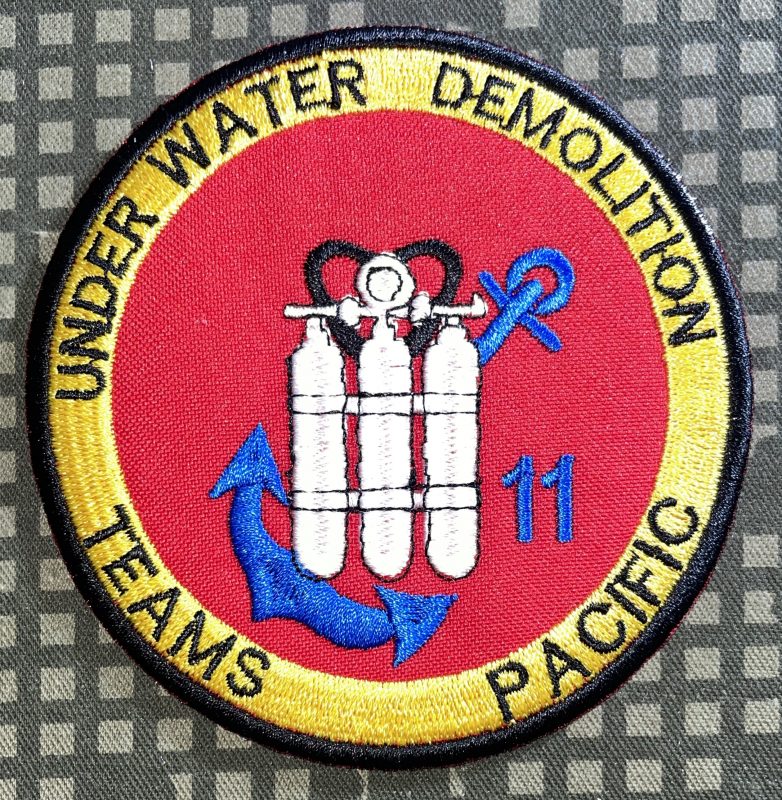 UNDER WATER DEMOLITION
TEAMS PACIFIC
11